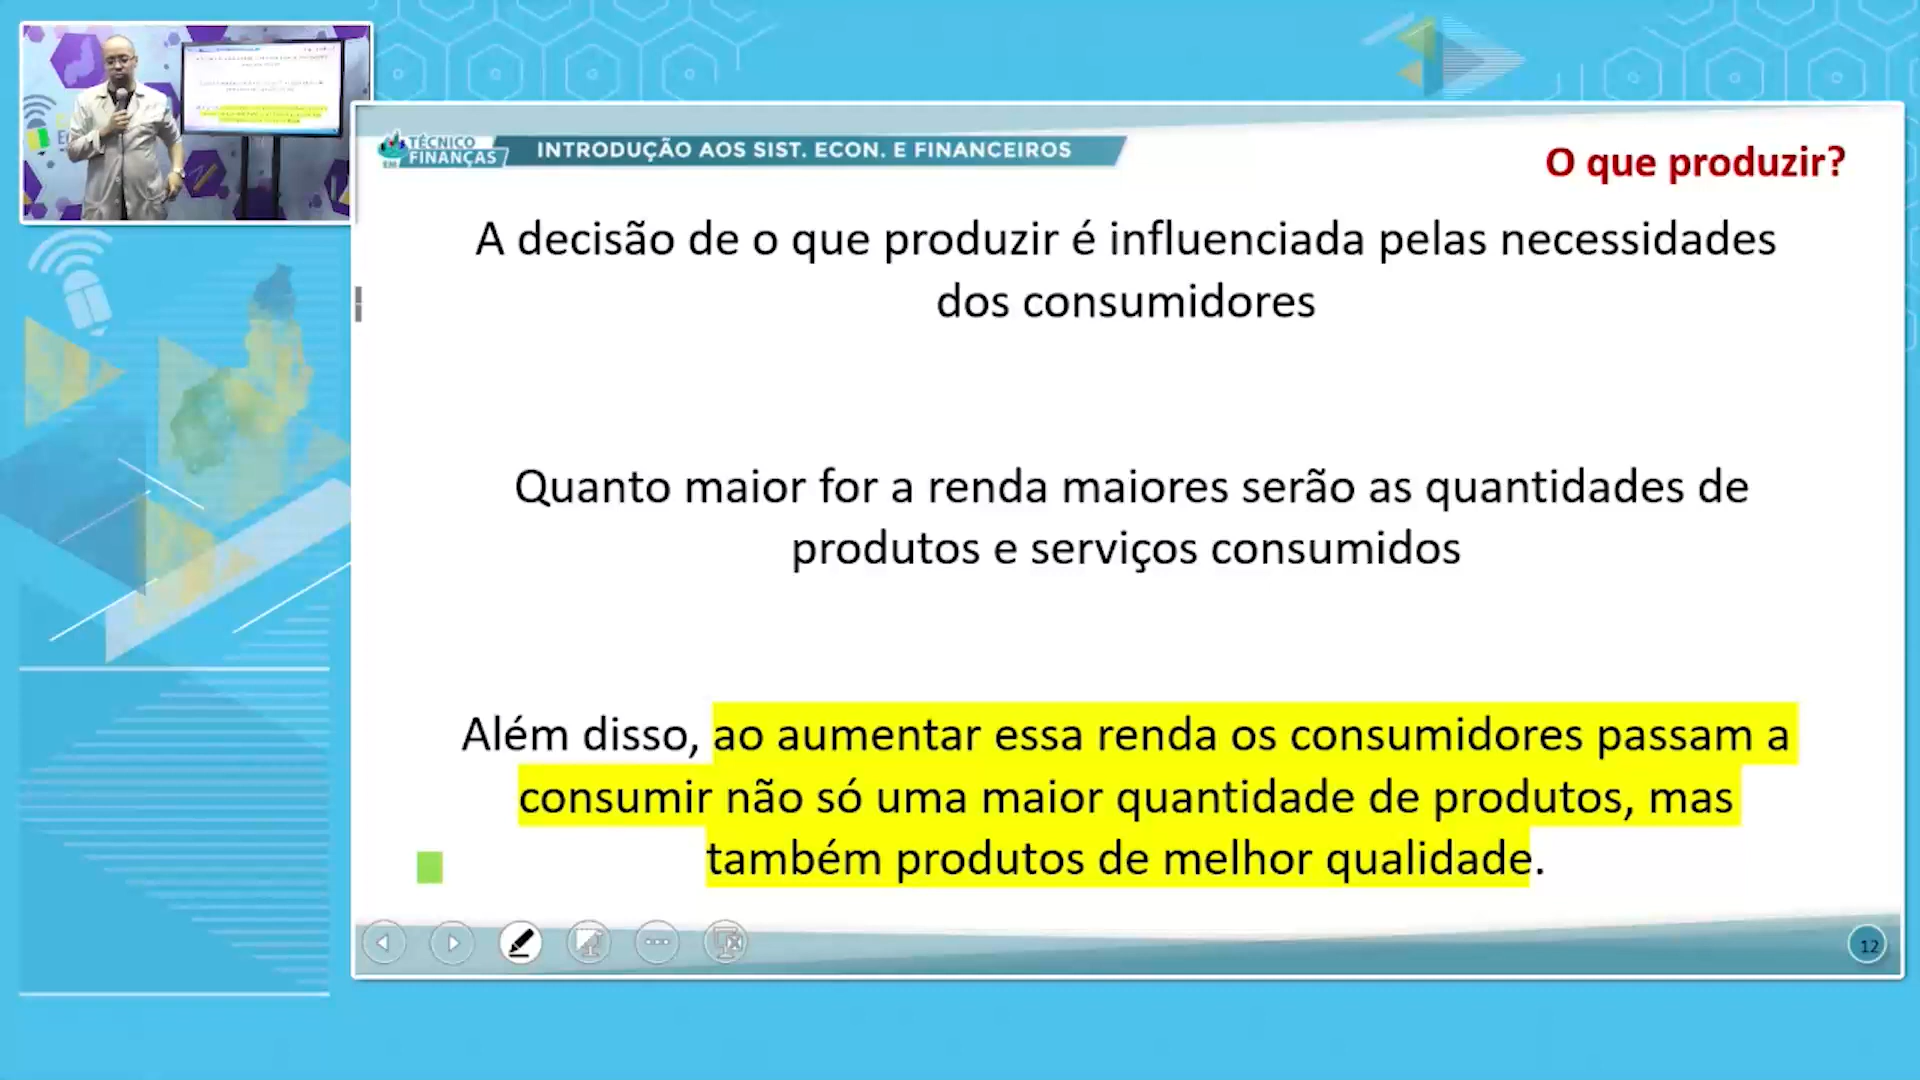 TÉCNICO
EM FINANÇAS
INTRODUÇÃO AOS SIST. ECON. E FINANCEIROS
O que produzir?
A decisão de o que produzir é influenciada pelas necessidades
dos consumidores
Quanto maior for a renda maiores serão as quantidades de
produtos e serviços consumidos
Além disso, ao aumentar essa renda os consumidores passam a
consumir não só uma maior quantidade de produtos, mas
também produtos de melhor qualidade.
12